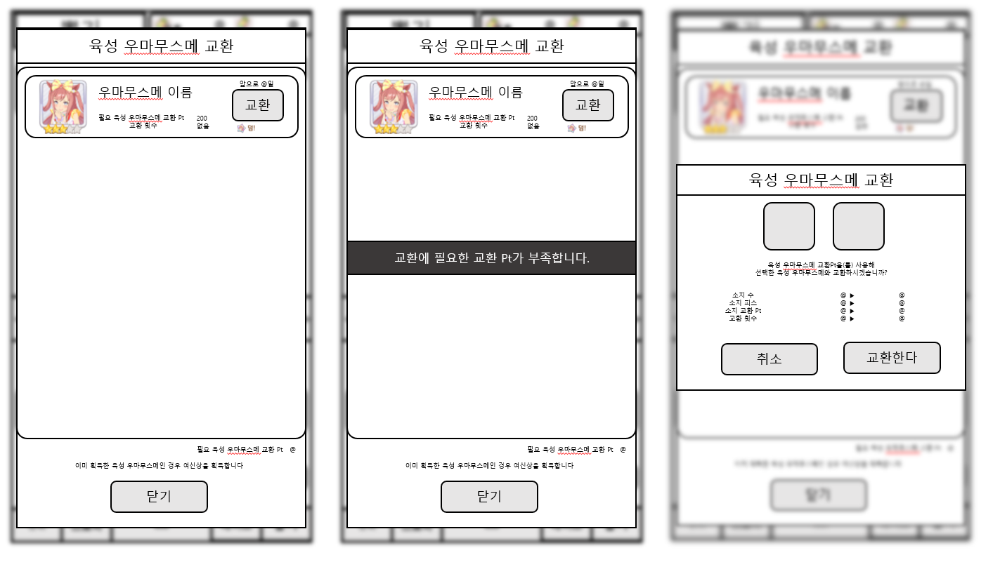 육성 우마무스메 교환
앞으로 @일
우마무스메 이름
교환
필요 육성 우마무스메 교환 Pt 200
교환 횟수 없음
덤!
필요 육성 우마무스메 교환 Pt @
이미 획득한 육성 우마무스메인 경우 여신상을 획득합니다
닫기
육성 우마무스메 교환
앞으로 @일
우마무스메 이름
교환
필요 육성 우마무스메 교환 Pt 200
교환 횟수 없음
덤!
교환에 필요한 교환 Pt가 부족합니다.
필요 육성 우마무스메 교환 Pt @
이미 획득한 육성 우마무스메인 경우 여신상을 획득합니다
닫기
육성 우마무스메 교환
우마무스메 이름
교환
육성 우마무스메 교환
육성 우마무스메 교환Pt을(를) 사용해
선택한 육성 우마무스메와 교환하시겠습니까?
소지 수 @ ▶ @
소지 피스 @ ▶ @
소지 교환 Pt @ ▶ @
교환 횟수 @ ▶ @
취소
교환한다
닫기